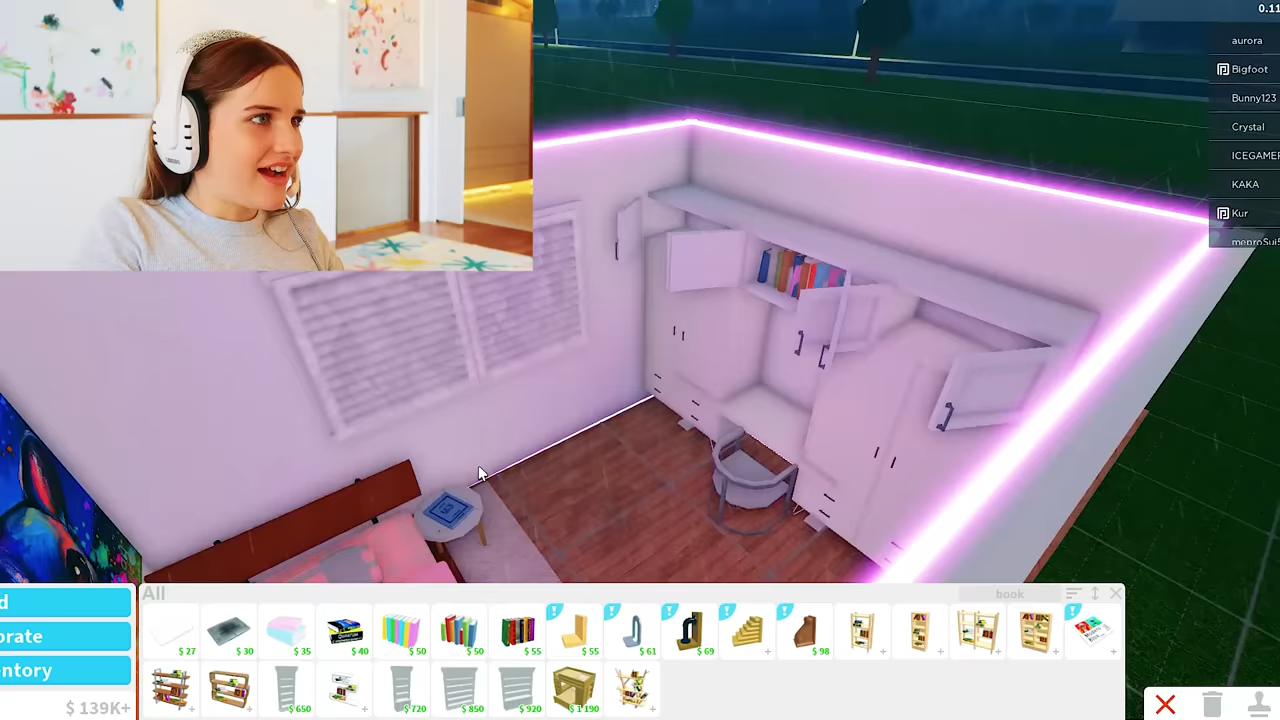 0.11
aurora
Bigfoot
Bunny123
Crystal
ICEGAMER
KAKA
Kur
All
book
$ 27
$ 30
$ 35
$ 40
$ 50
$ 50
$ 55
$ 55
$ 61
$ 69
$ 98
$ 650
$ 720
$ 850
$ 920
$ 1 190
d
orate
entory
$ 139K+